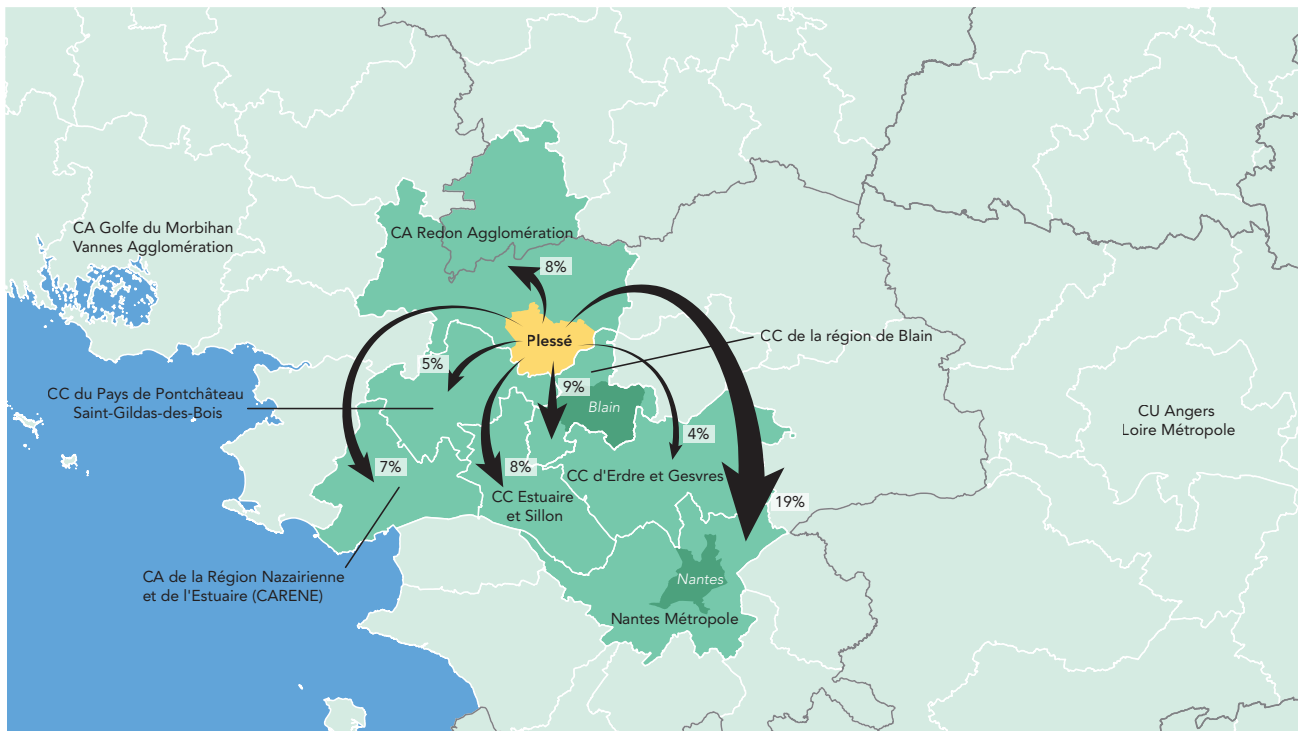 CA Golfe du Morbihan
Vannes Agglomération
CA Redon Agglomération
8%
Plessé
CC de la région de Blain
5%
9%
CC du Pays de Pontchâteau
Saint-Gildas-des-Bois
Blain
CU Angers
Loire Métropole
4%
7%
8%
CC d'Erdre et Gesvres
CC Estuaire
et Sillon
19%
CA de la Région Nazairienne
et de l'Estuaire (CARENE)
Nantes
Nantes Métropole